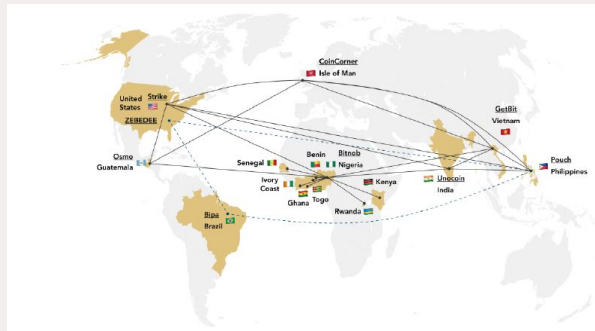 CoinCorner
Isle of Man
United
States
Strike
ZEBEDEE
GetBit
Vietnam
Osmo
Guatemala
Senegal
Benin
Bitnob
Nigeria
Ivory
Coast
Ghana
Togo
Kenya
Rwanda
Unocoin
India
Pouch
Philippines
Bipa
Brazil